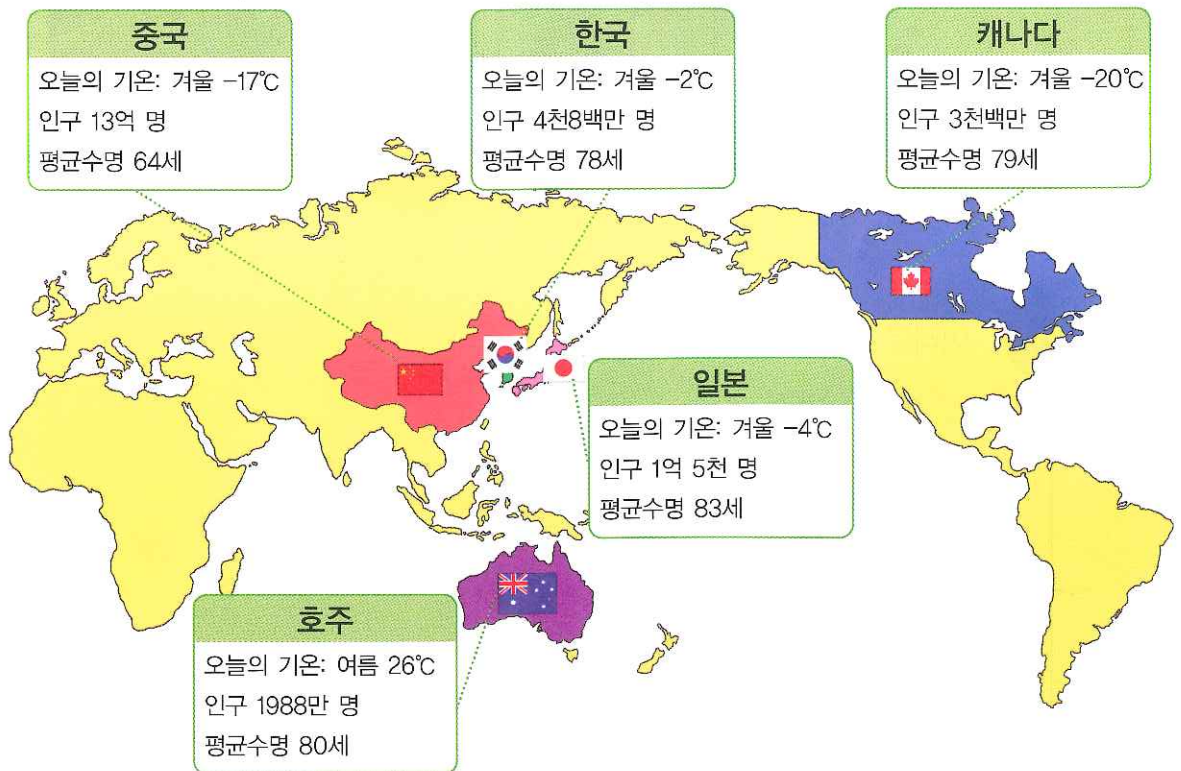 중국
오늘의 기온: 겨울 -17℃
인구 13억 명
평균수명 64세
한국
오늘의 기온: 겨울 -2℃
인구 4천8백만 명
평균수명 78세
캐나다
오늘의 기온: 겨울 -20℃
인구 3천백만 명
평균수명 79세
일본
오늘의 기온: 겨울 -4℃
인구 1억 5천 명
평균수명 83세
호주
오늘의 기온: 여름 26℃
인구 1988만 명
평균수명 80세